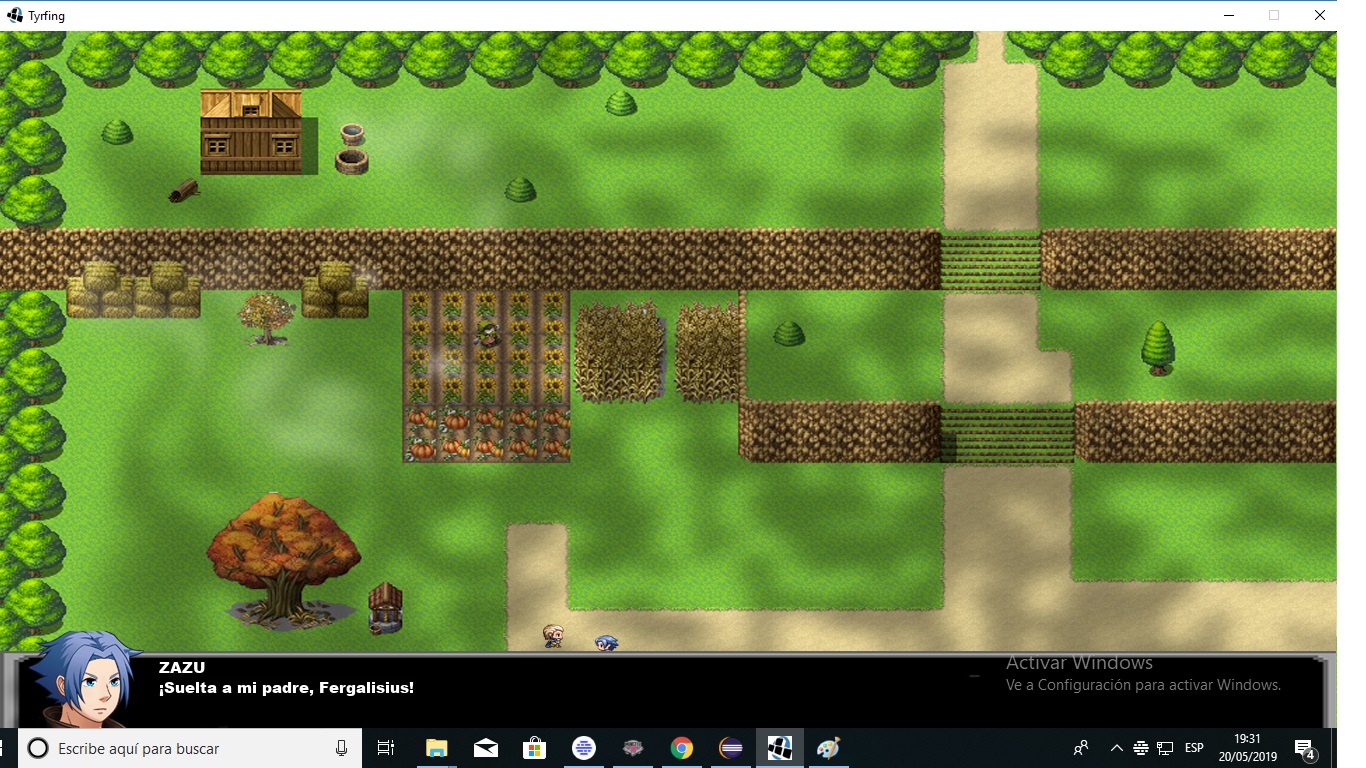 Tyrfing
ZAZU
¡Suelta a mi padre, Fergalisius!
Activar Windows
Ve a Configuración para activar Windows.
Escribe aquí para buscar
ESP
19:31
20/05/2019
4